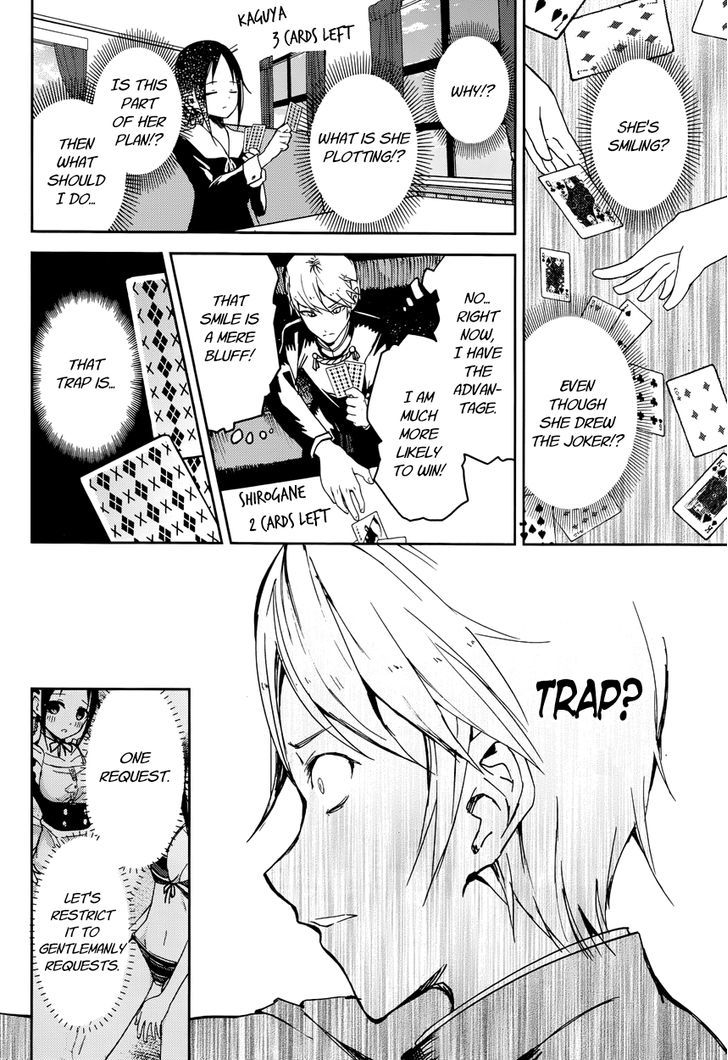 SHE'S
SMILING?
EVEN
THOUGH
SHE DREW
THE JOKER!?
WHY!?
WHAT IS SHE
PLOTTING!?
KAGUYA
3 CARDS LEFT
IS THIS
PART
OF HER
PLAN!?
THEN
WHAT
SHOULD
I DO...
NO...
RIGHT
NOW,
I HAVE
THE
ADVAN-
TAGE.
I AM
MUCH
MORE
LIKELY
TO WIN!
THAT
SMILE IS
A MERE
BLUFF!
SHIROGANE
2 CARDS LEFT
THAT
TRAP IS...
TRAP?
ONE
REQUEST.
LET'S
RESTRICT
IT TO
GENTLEMANLY
REQUESTS.